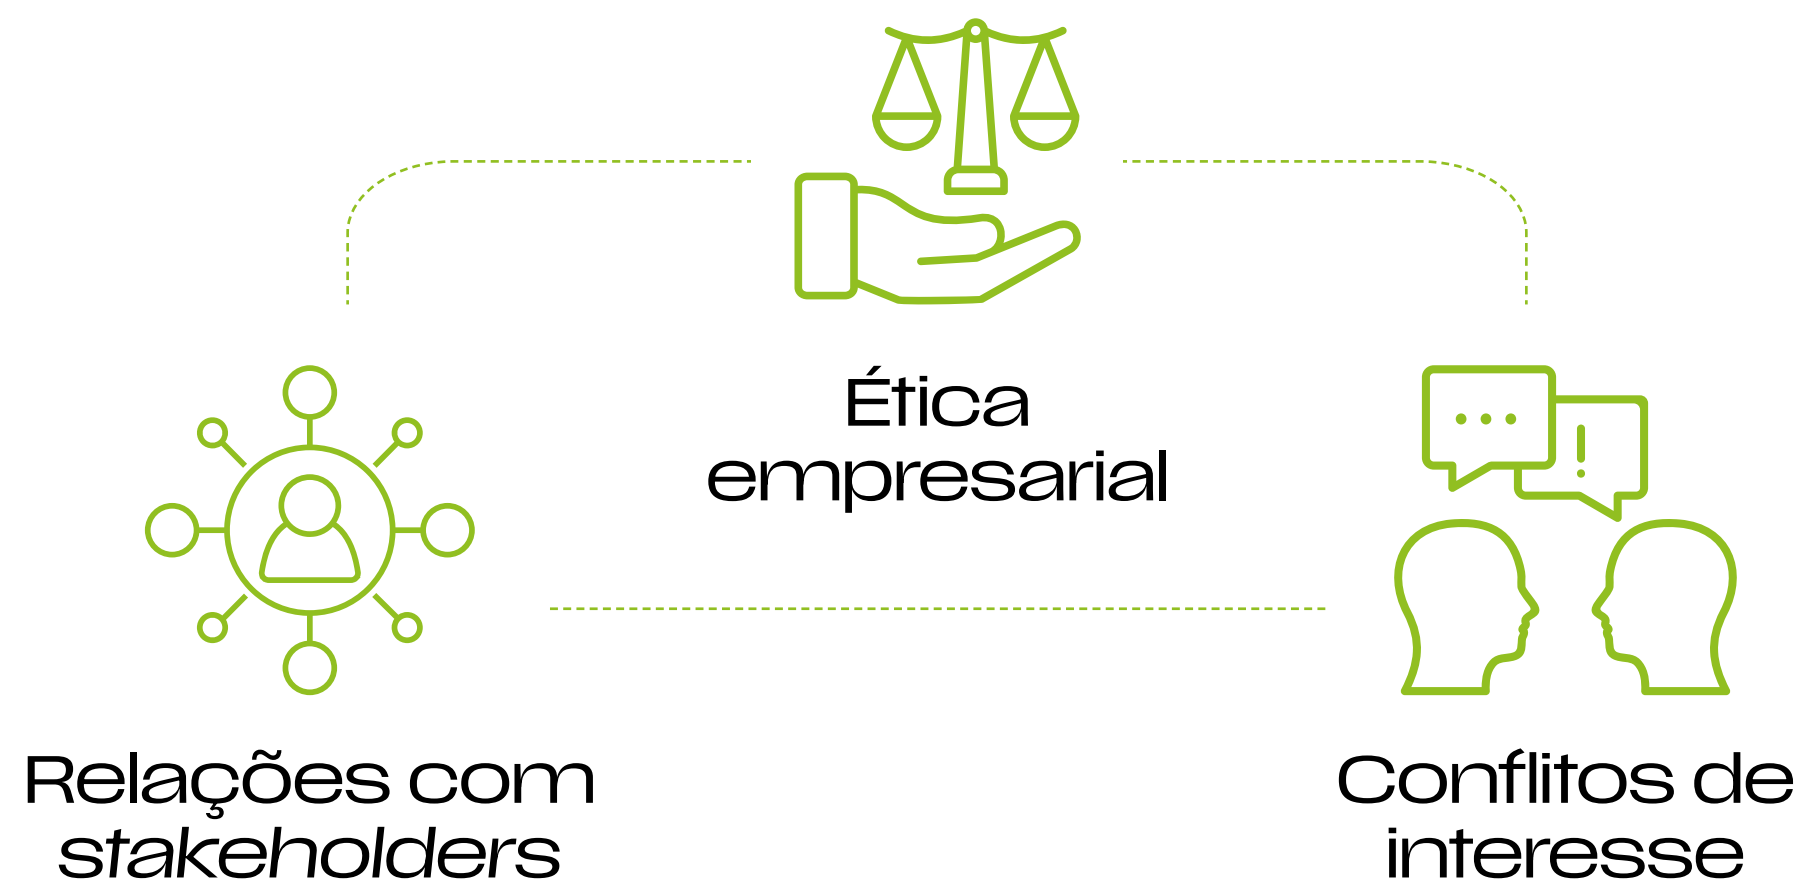 Ética
empresarial
Relações com
stakeholders
Conflitos de
interesse